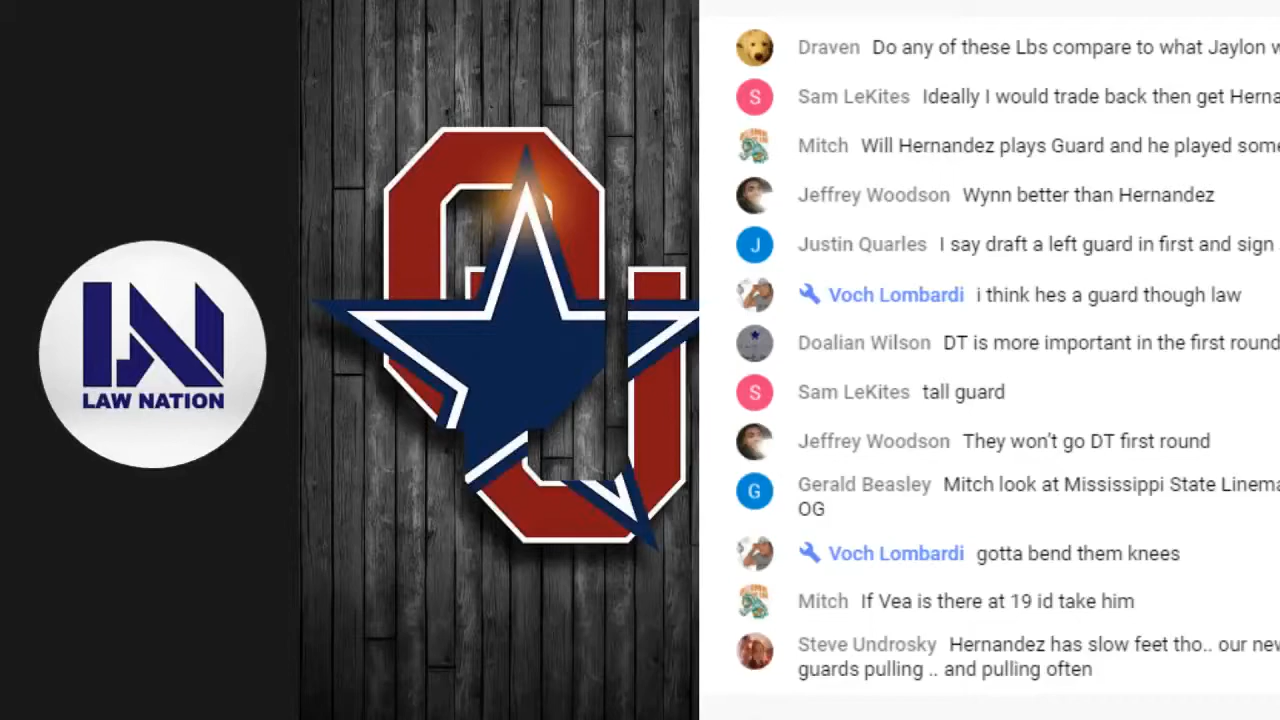 LAW NATION
OU
Draven Do any of these Lbs compare to what Jaylon w
Sam LeKites Ideally I would trade back then get Herna
Mitch Will Hernandez plays Guard and he played some
Jeffrey Woodson Wynn better than Hernandez
J Justin Quarles I say draft a left guard in first and sign
Voch Lombardi i think hes a guard though law
Doalian Wilson DT is more important in the first round
S Sam LeKites tall guard
Jeffrey Woodson They won't go DT first round
G Gerald Beasley Mitch look at Mississippi State Linema
OG
Voch Lombardi gotta bend them knees
Mitch If Vea is there at 19 id take him
Steve Undrosky Hernandez has slow feet tho.. our new
guards pulling .. and pulling often